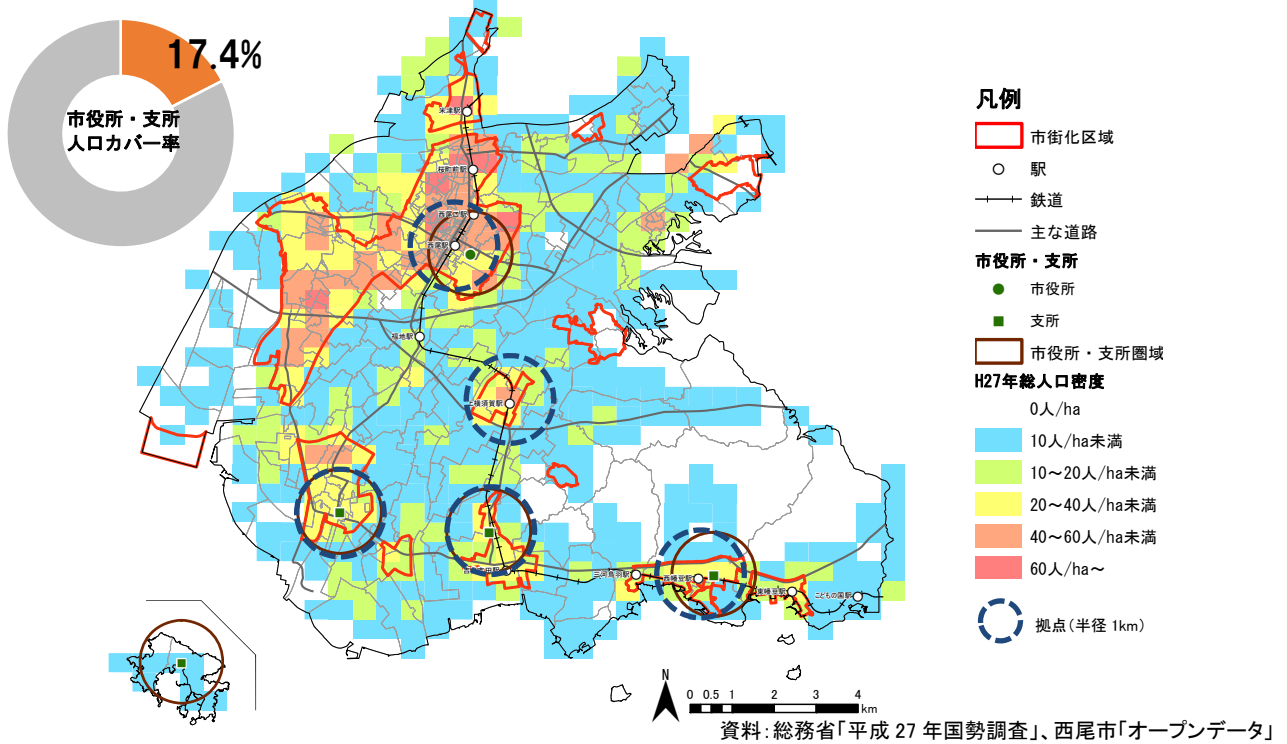 17.4%
市役所・支所
人口カバー率
米津駅
桜町前駅
西尾口駅
西尾駅
福地駅
上横須賀駅
吉良吉田駅
三河鳥羽駅
西幡豆駅
東幡豆駅
こどもの国駅
凡例
市街化区域
駅
鉄道
主な道路
市役所・支所
市役所
支所
市役所・支所圏域
H27年総人口密度
0人/ha
10人/ha未満
10～20人/ha未満
20～40人/ha未満
40～60人/ha未満
60人/ha～
拠点（半径 1km）
N
0 0.5 1 2 3 4
km
資料：総務省「平成 27 年国勢調査」、西尾市「オープンデータ」